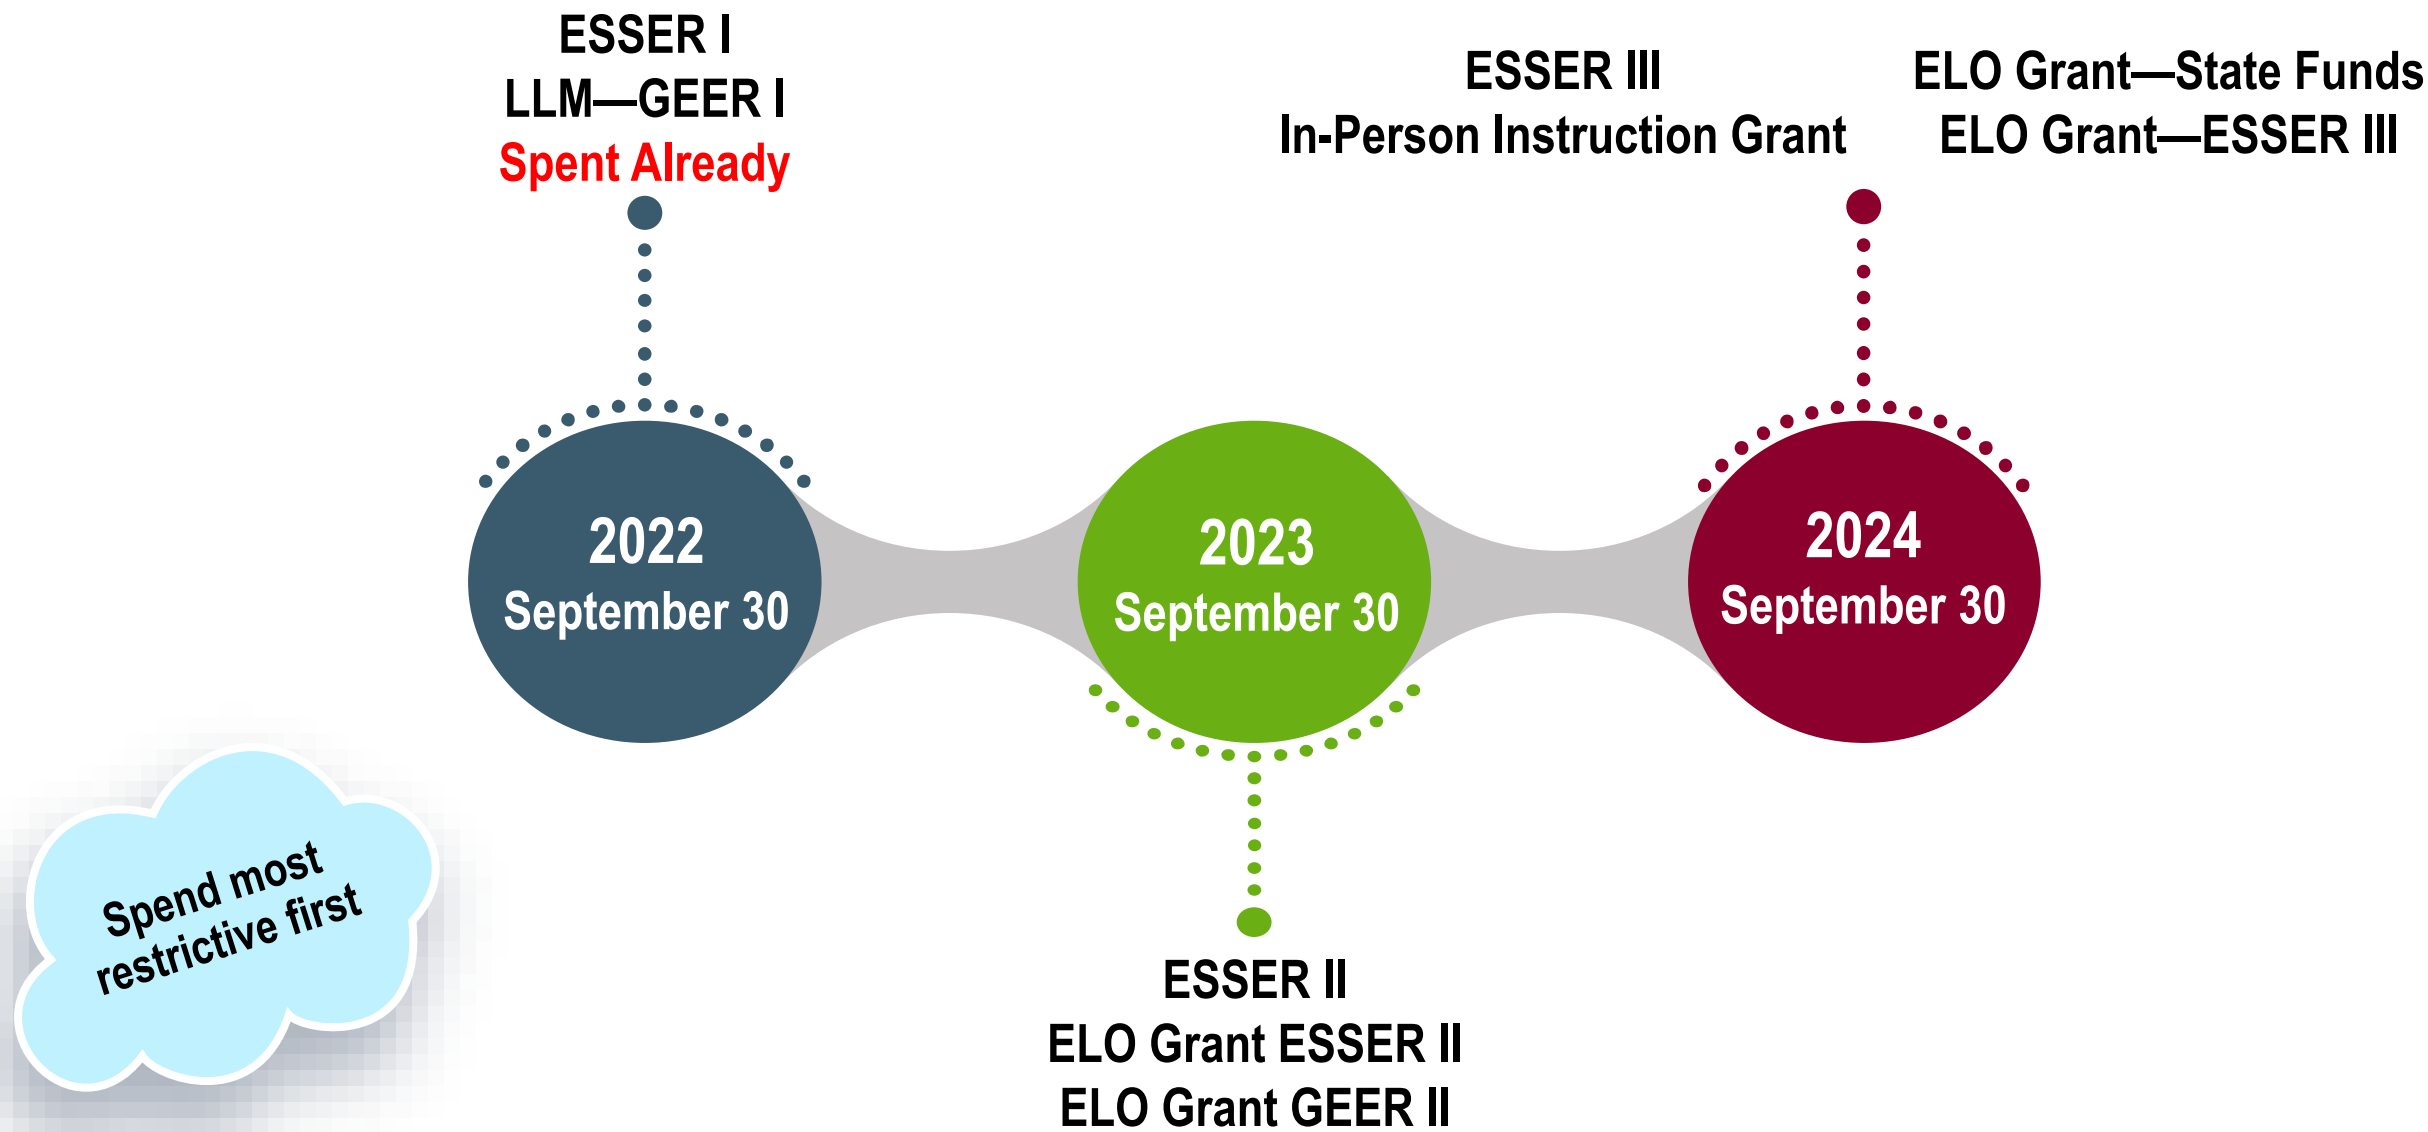 ESSER I
LLM—GEER I
Spent Already
ESSER III
In-Person Instruction Grant
ELO Grant—State Funds
ELO Grant—ESSER III
2022
September 30
2023
September 30
2024
September 30
Spend most
restrictive first
ESSER II
ELO Grant ESSER II
ELO Grant GEER II